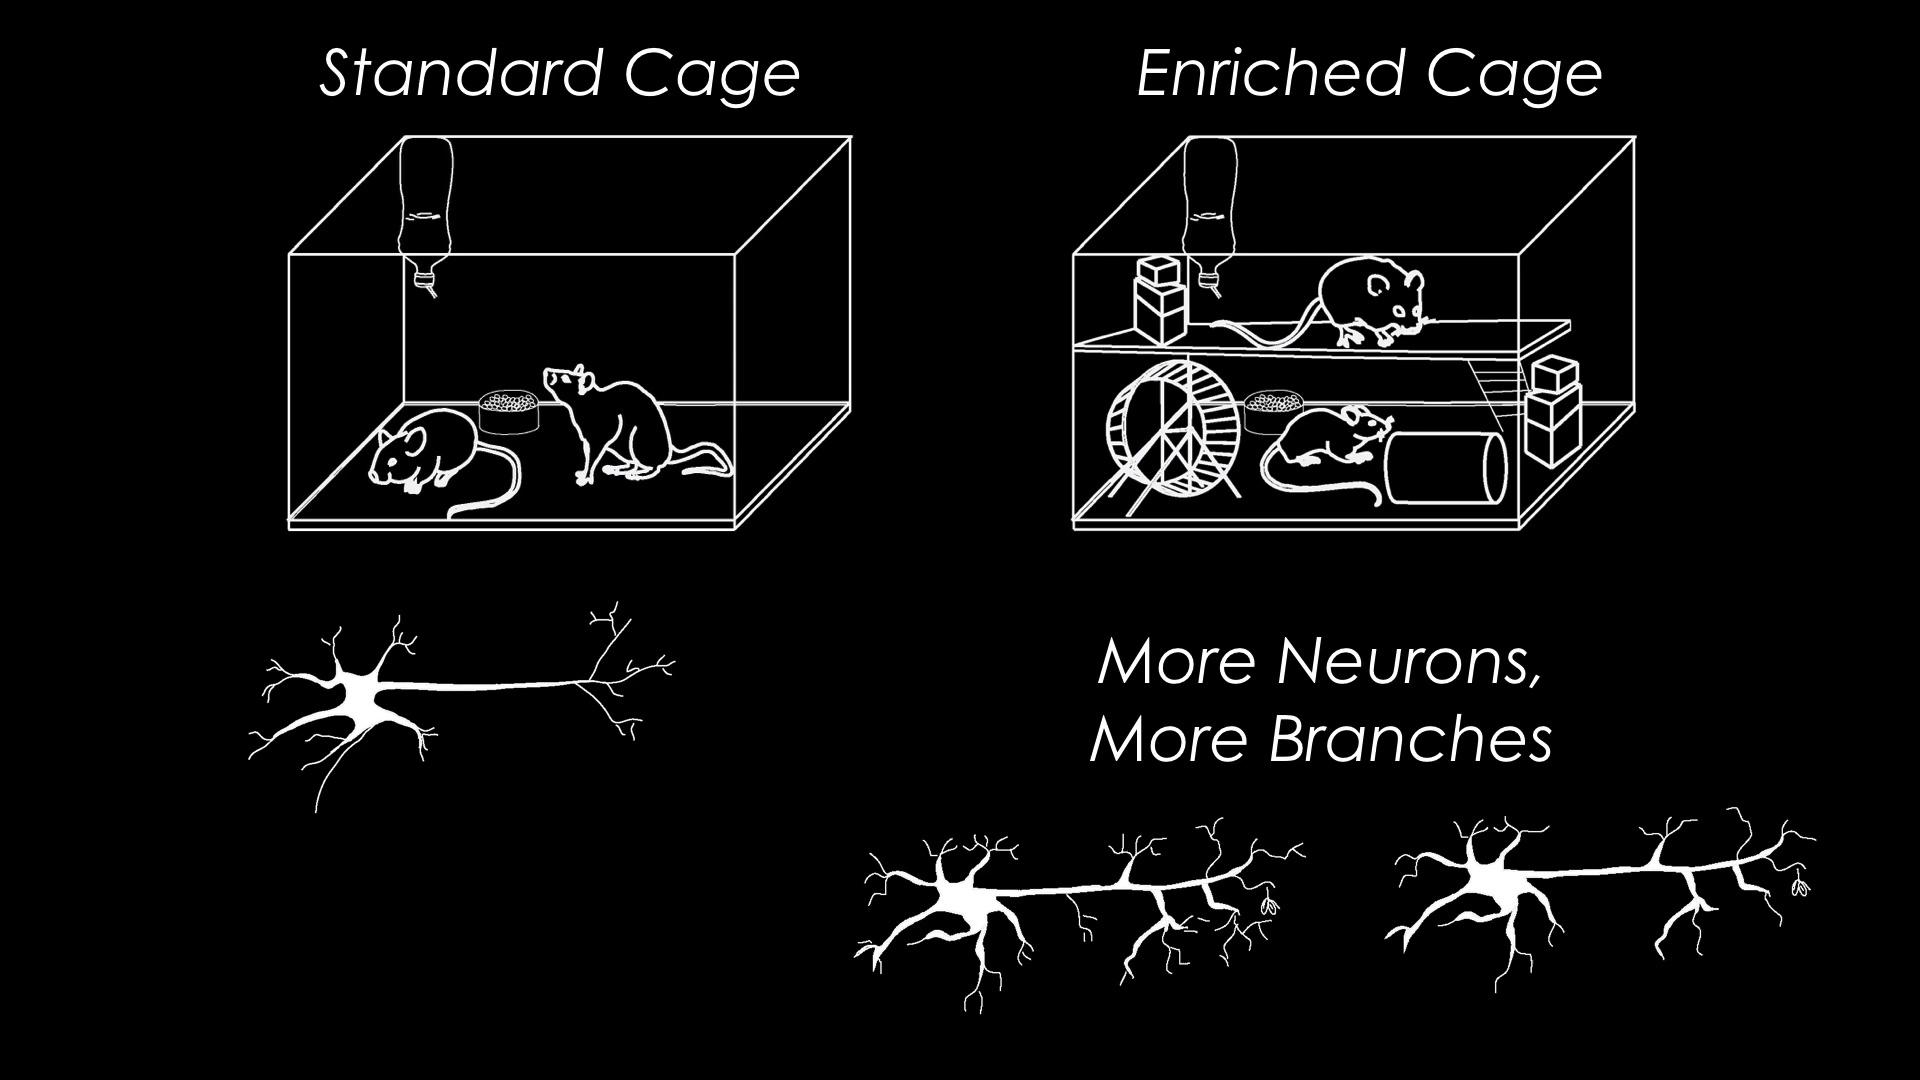 Standard Cage
Enriched Cage
More Neurons,
More Branches